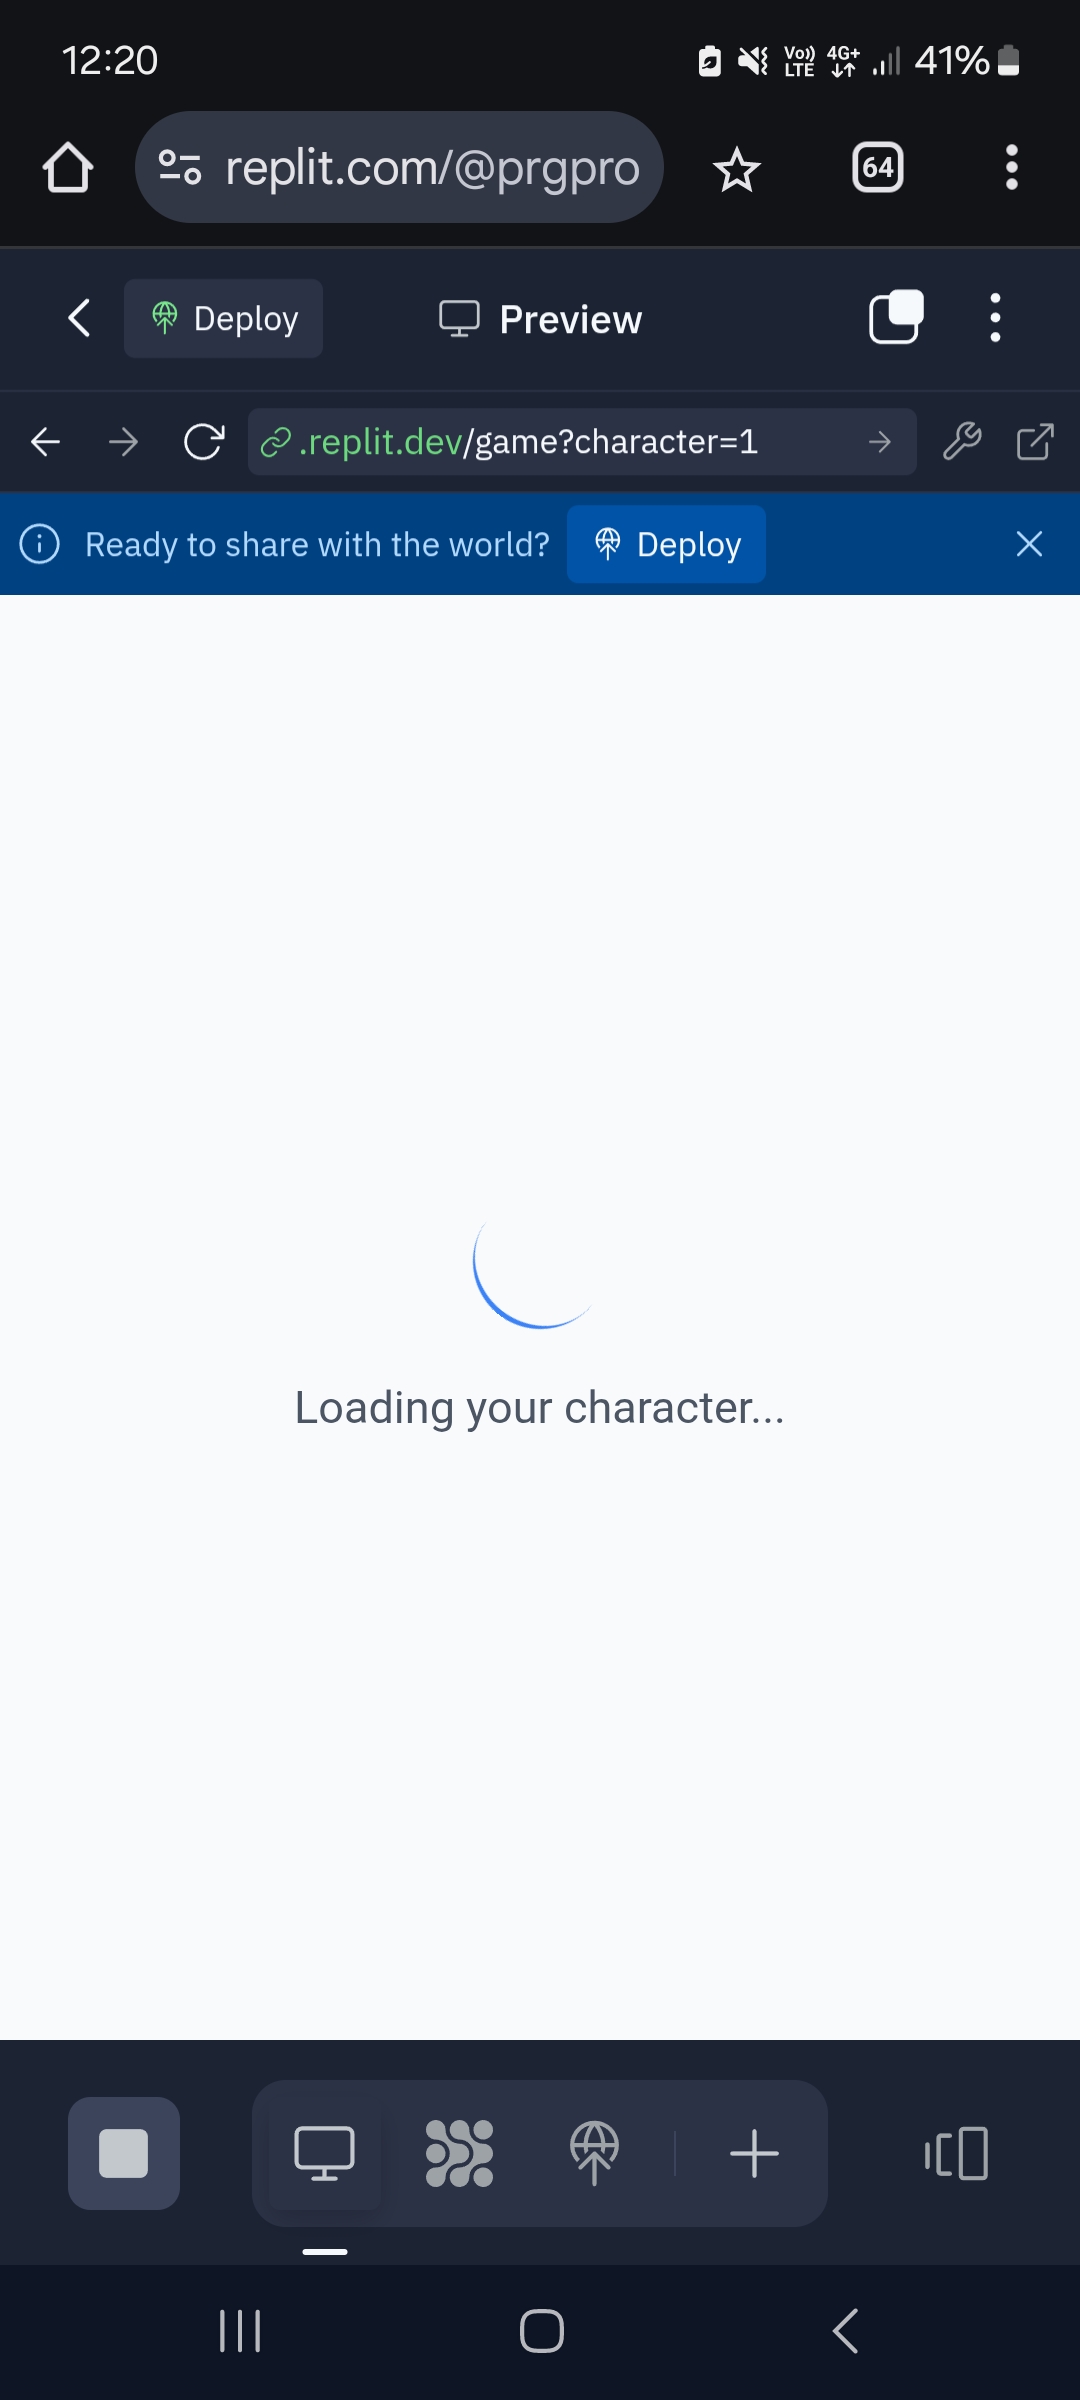 12:20
Vo)) LTE 4G+ 41%
replit.com/@prgpro
64
Deploy
Preview
.replit.dev/game?character=1
Ready to share with the world?
Deploy
Loading your character...